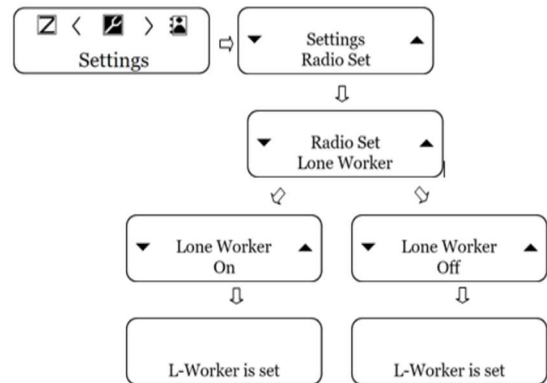 Settings
Settings
Radio Set
Radio Set
Lone Worker
Lone Worker
On
Lone Worker
Off
L-Worker is set
L-Worker is set